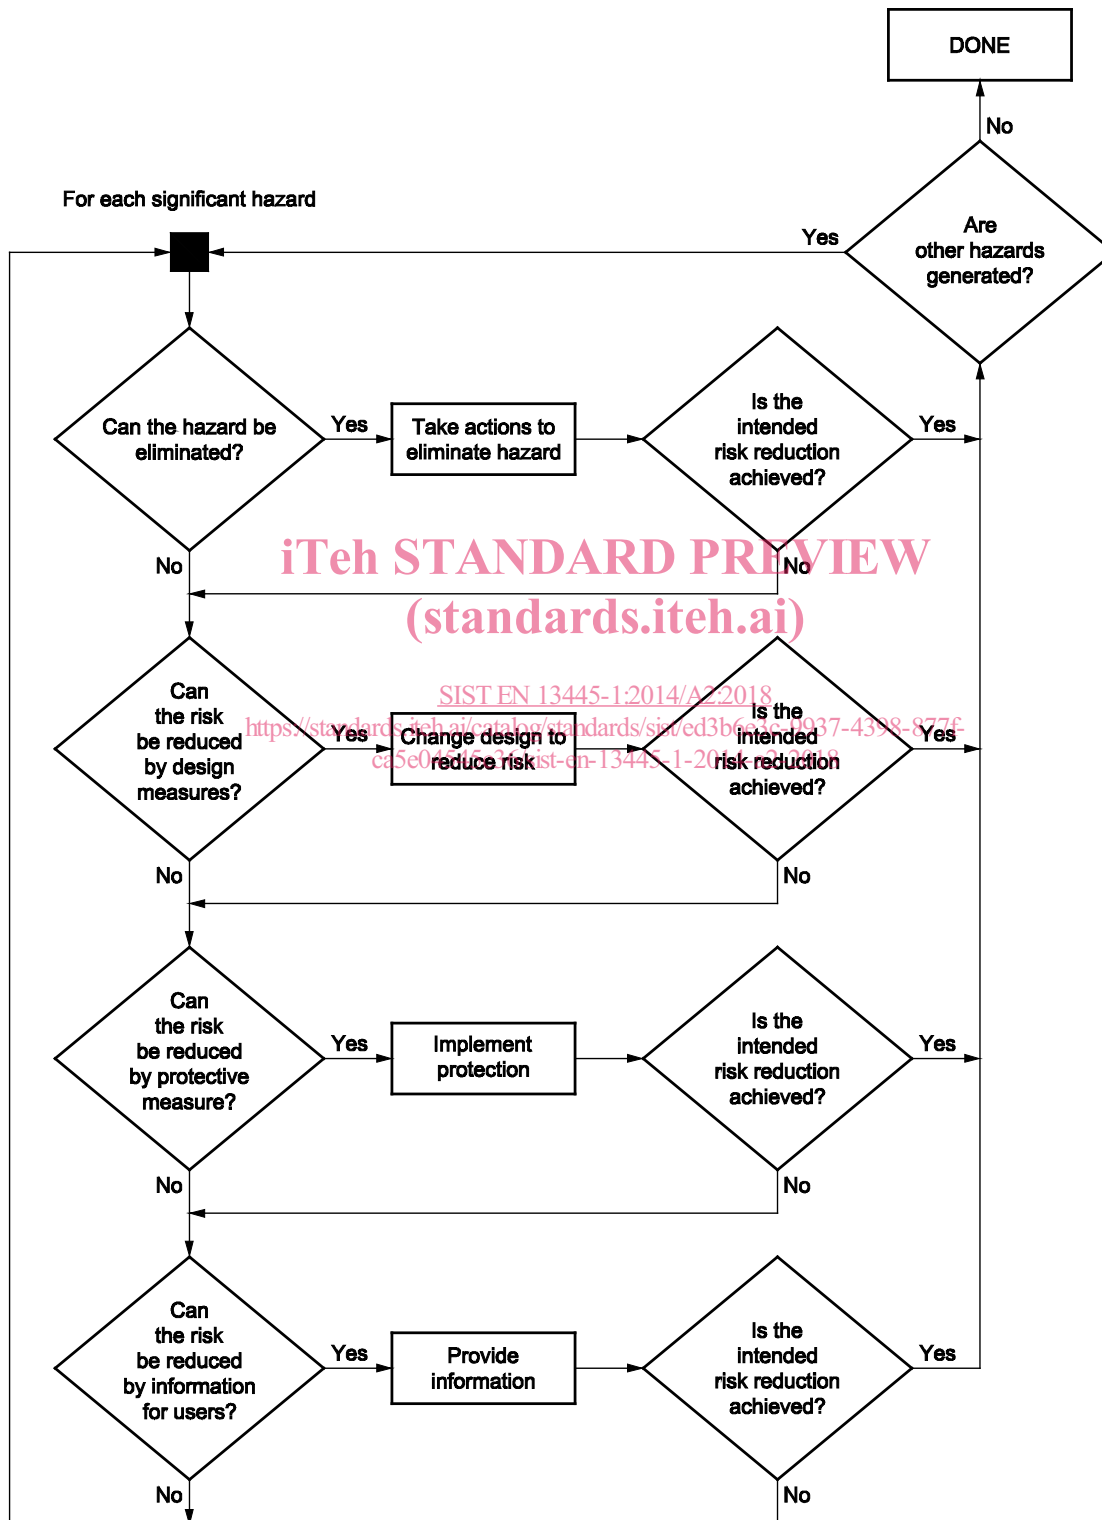 DONE
No
For each significant hazard
Are
other hazards
generated?
Yes
Can the hazard be
eliminated?
Yes
Take actions to
eliminate hazard
Is the
intended
risk reduction
achieved?
Yes
No
No
iTeh STANDARD PREVIEW
(standards.iteh.ai)
SIST EN 13445-1:2014/A2:2018
Can
the risk
be reduced
by design
measures?
Yes
Change design to
reduce risk
Is the
intended
risk reduction
achieved?
Yes
No
No
Can
the risk
be reduced
by protective
measure?
Yes
Implement
protection
Is the
intended
risk reduction
achieved?
Yes
No
No
Can
the risk
be reduced
by information
for users?
Yes
Provide
information
Is the
intended
risk reduction
achieved?
Yes
No
No